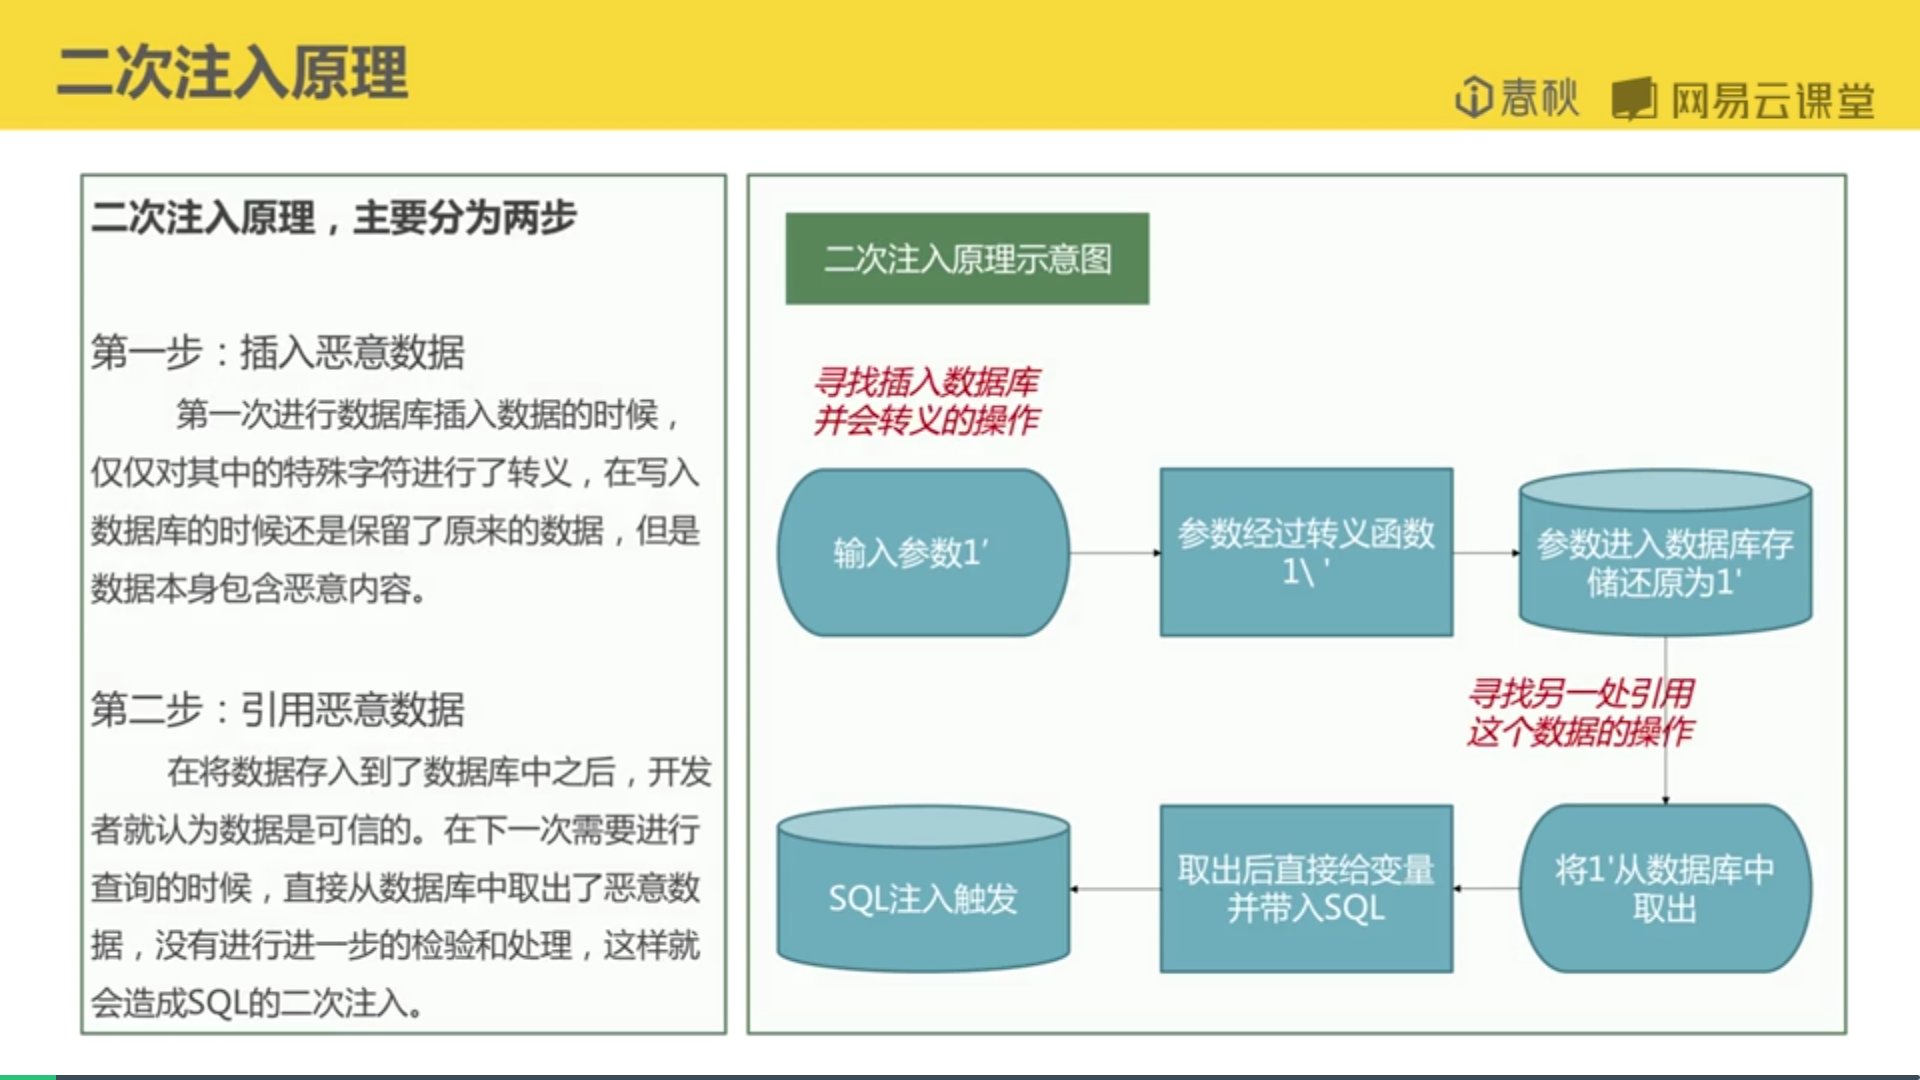 二次注入原理
春秋 网易云课堂
二次注入原理，主要分为两步
第一步：插入恶意数据
第一次进行数据库插入数据的时候，
仅仅对其中的特殊字符进行了转义，在写入
数据库的时候还是保留了原来的数据，但是
数据本身包含恶意内容。
第二步：引用恶意数据
在将数据存入到了数据库中之后，开发
者就认为数据是可信的。在下一次需要进行
查询的时候，直接从数据库中取出了恶意数
据，没有进行进一步的检验和处理，这样就
会造成SQL的二次注入。
二次注入原理示意图
寻找插入数据库
并会转义的操作
输入参数1′
参数经过转义函数
1\ '
参数进入数据库存
储还原为1'
寻找另一处引用
这个数据的操作
将1'从数据库中
取出
取出后直接给变量
并带入SQL
SQL注入触发